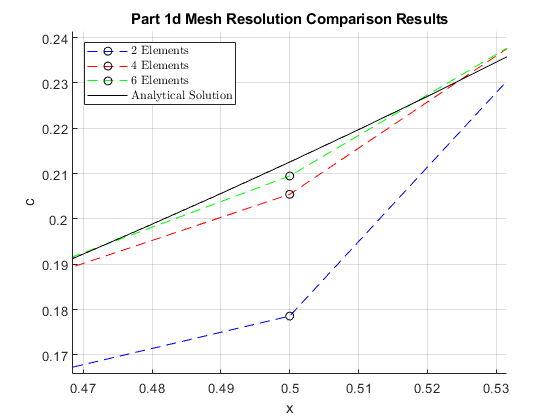 Part 1d Mesh Resolution Comparison Results
2 Elements
4 Elements
6 Elements
Analytical Solution
0.24
0.23
0.22
0.21
0.2
0.19
0.18
0.17
c
0.47
0.48
0.49
0.5
0.51
0.52
0.53
x